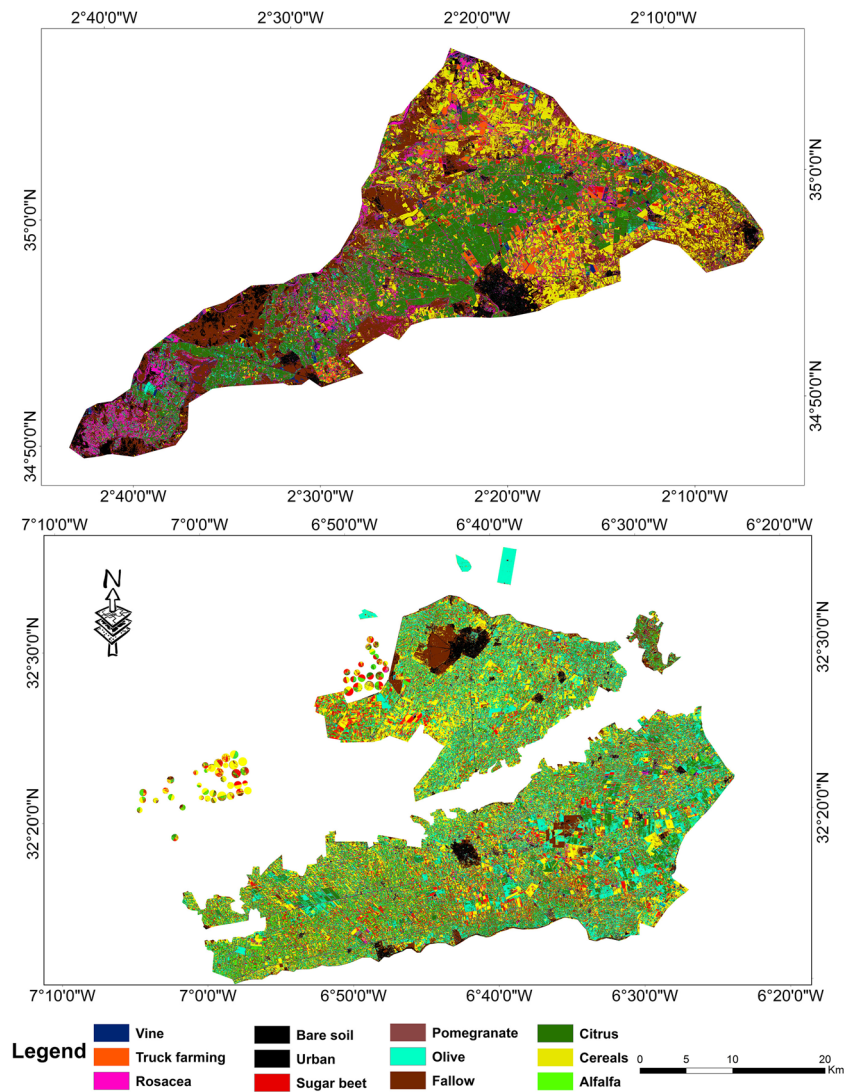 2°40'0"W 2°30'0"W 2°20'0"W 2°10'0"W
35°0'0"N
35°0'0"N
34°50'0"N
34°50'0"N
2°40'0"W 2°30'0"W 2°20'0"W 2°10'0"W
7°10'0"W 7°0'0"W 6°50'0"W 6°40'0"W 6°30'0"W 6°20'0"W
N
32°30'0"N
32°30'0"N
32°20'0"N
32°20'0"N
7°10'0"W 7°0'0"W 6°50'0"W 6°40'0"W 6°30'0"W 6°20'0"W
Legend
Vine Bare soil Pomegranate Citrus
Truck farming Urban Olive Cereals
Rosacea Sugar beet Fallow Alfalfa
0 5 10 20
Km